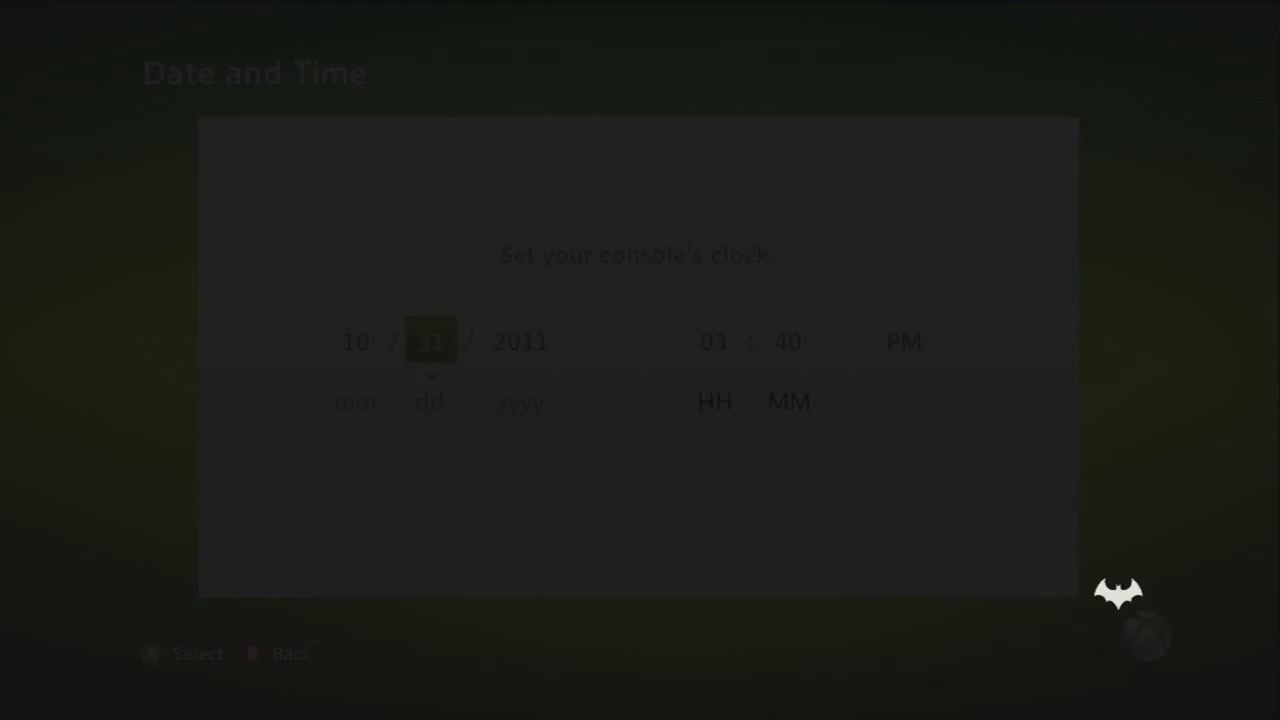 Date and Time
Set your console's clock.
10 / 31 / 2011 03 : 40 PM
mm dd yyyy HH MM
A Select B Back